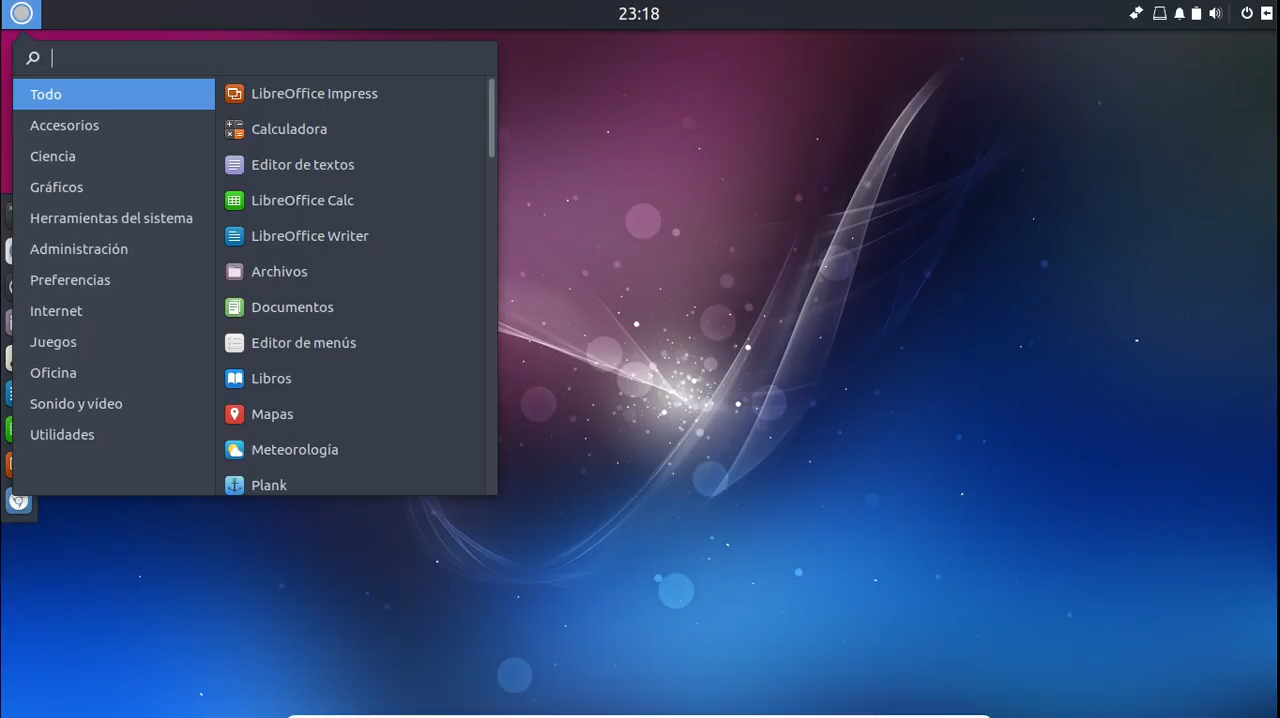 23:18
Todo
Accesorios
Ciencia
Gráficos
Herramientas del sistema
Administración
Preferencias
Internet
Juegos
Oficina
Sonido y vídeo
Utilidades
LibreOffice Impress
Calculadora
Editor de textos
LibreOffice Calc
LibreOffice Writer
Archivos
Documentos
Editor de menús
Libros
Mapas
Meteorología
Plank